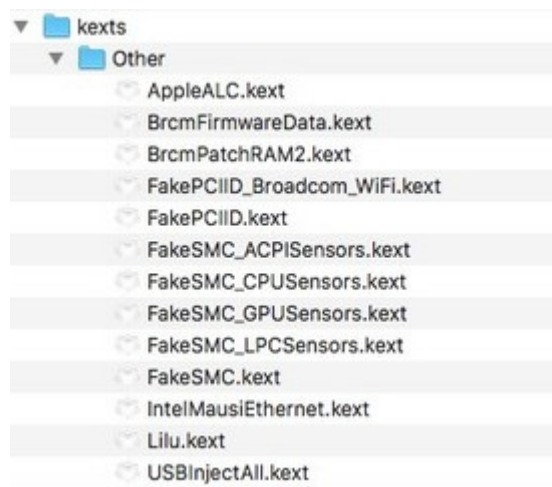 kexts
Other
AppleALC.kext
BrcmFirmwareData.kext
BrcmPatchRAM2.kext
FakePCIID_Broadcom_WiFi.kext
FakePCIID.kext
FakeSMC_ACPISensors.kext
FakeSMC_CPUSensors.kext
FakeSMC_GPUSensors.kext
FakeSMC_LPCSensors.kext
FakeSMC.kext
IntelMausiEthernet.kext
Lilu.kext
USBInjectAll.kext